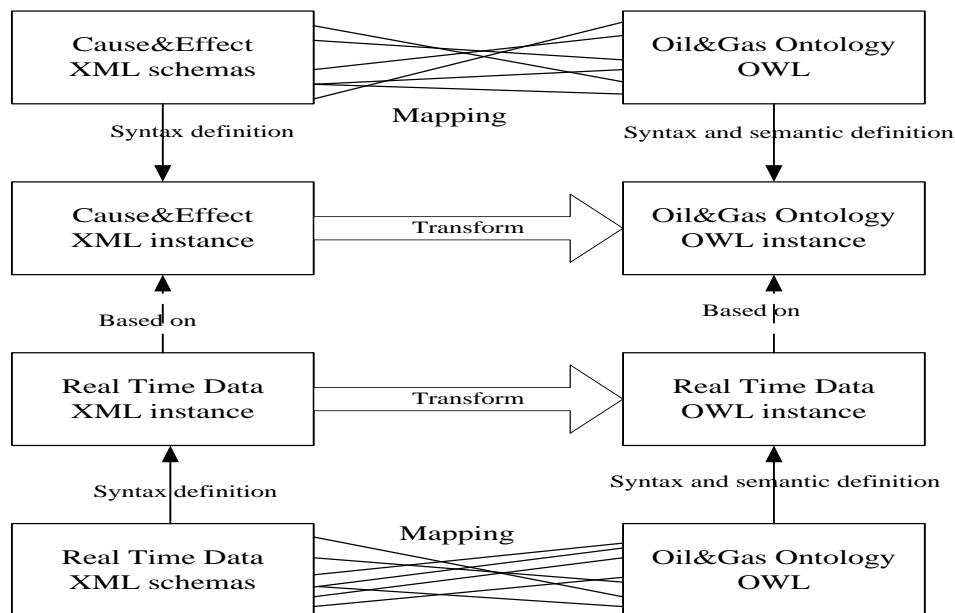 Cause&Effect
XML schemas
Oil&Gas Ontology
OWL
Mapping
Syntax definition
Syntax and semantic definition
Cause&Effect
XML instance
Transform
Oil&Gas Ontology
OWL instance
Based on
Based on
Real Time Data
XML instance
Transform
Real Time Data
OWL instance
Syntax definition
Syntax and semantic definition
Mapping
Real Time Data
XML schemas
Oil&Gas Ontology
OWL